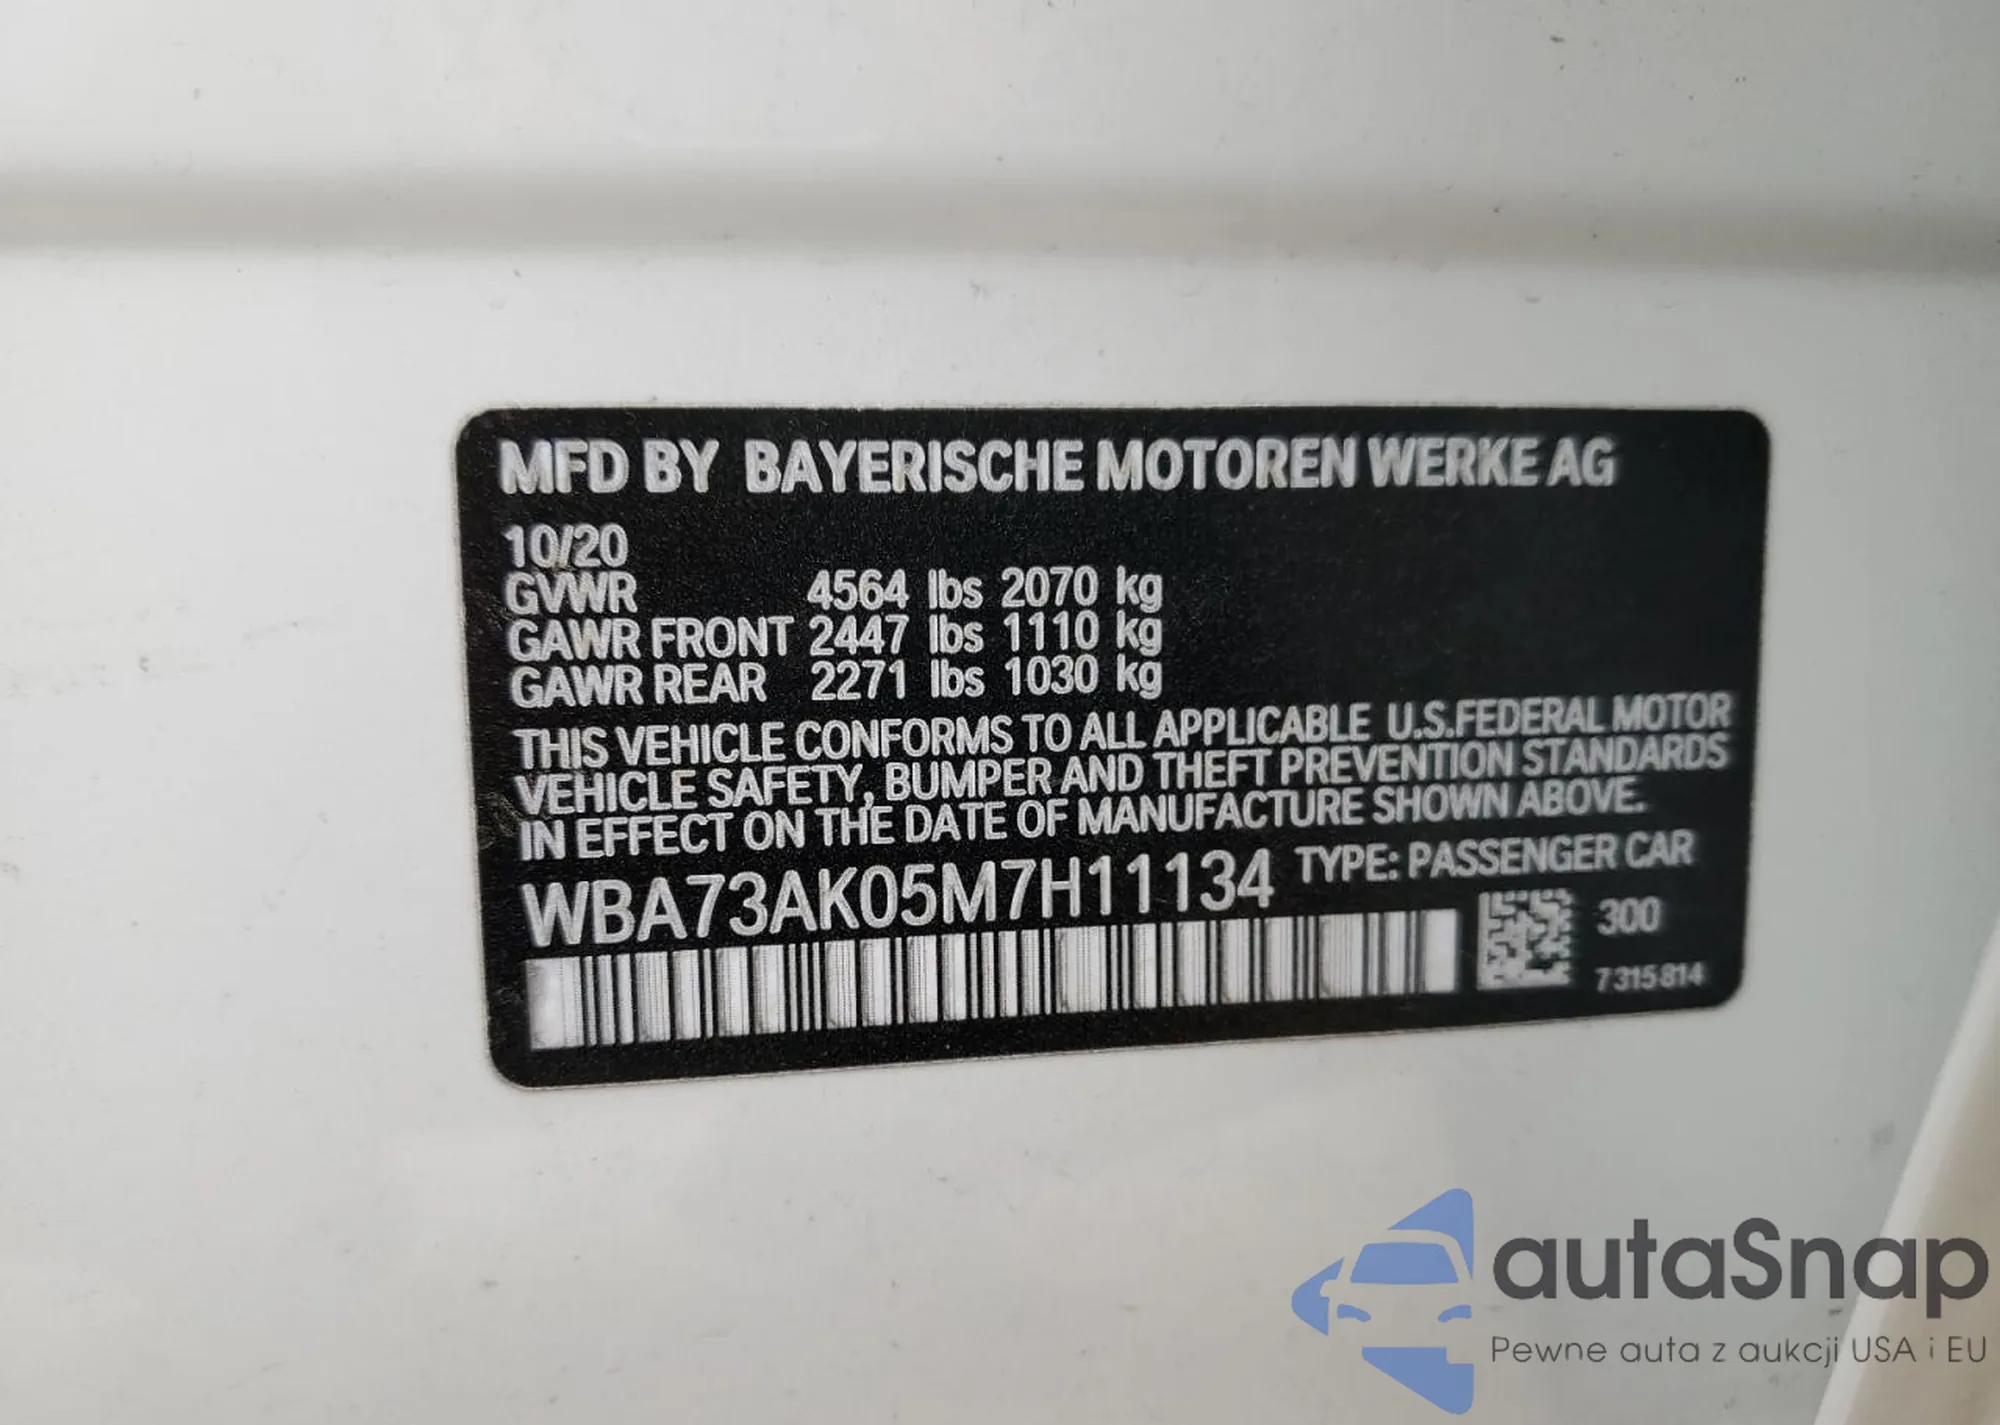 MFD BY BAYERISCHE MOTOREN WERKE AG
10/20
GVWR 4564 lbs 2070 kg
GAWR FRONT 2447 lbs 1110 kg
GAWR REAR 2271 lbs 1030 kg
THIS VEHICLE CONFORMS TO ALL APPLICABLE U.S.FEDERAL MOTOR
VEHICLE SAFETY, BUMPER AND THEFT PREVENTION STANDARDS
IN EFFECT ON THE DATE OF MANUFACTURE SHOWN ABOVE.
WBA73AK05M7H11134 TYPE: PASSENGER CAR
300
7315814
autaSnap
Pewne auta z aukcji USA i EU